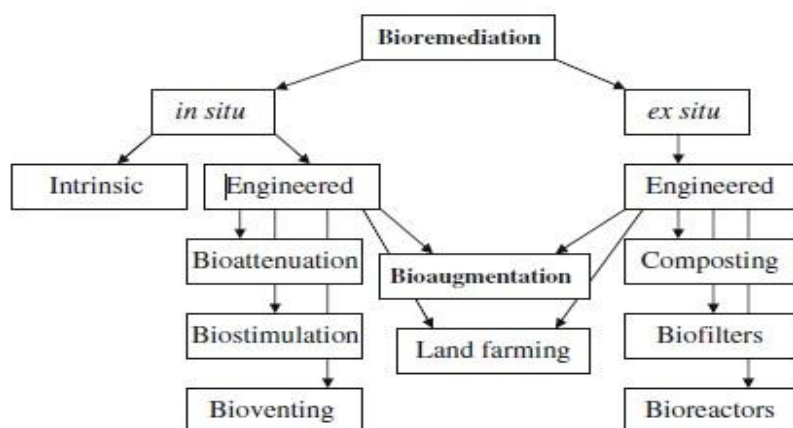 Bioremediation
in situ
ex situ
Intrinsic
Engineered
Engineered
Bioattenuation
Bioaugmentation
Composting
Biostimulation
Land farming
Biofilters
Bioventing
Bioreactors